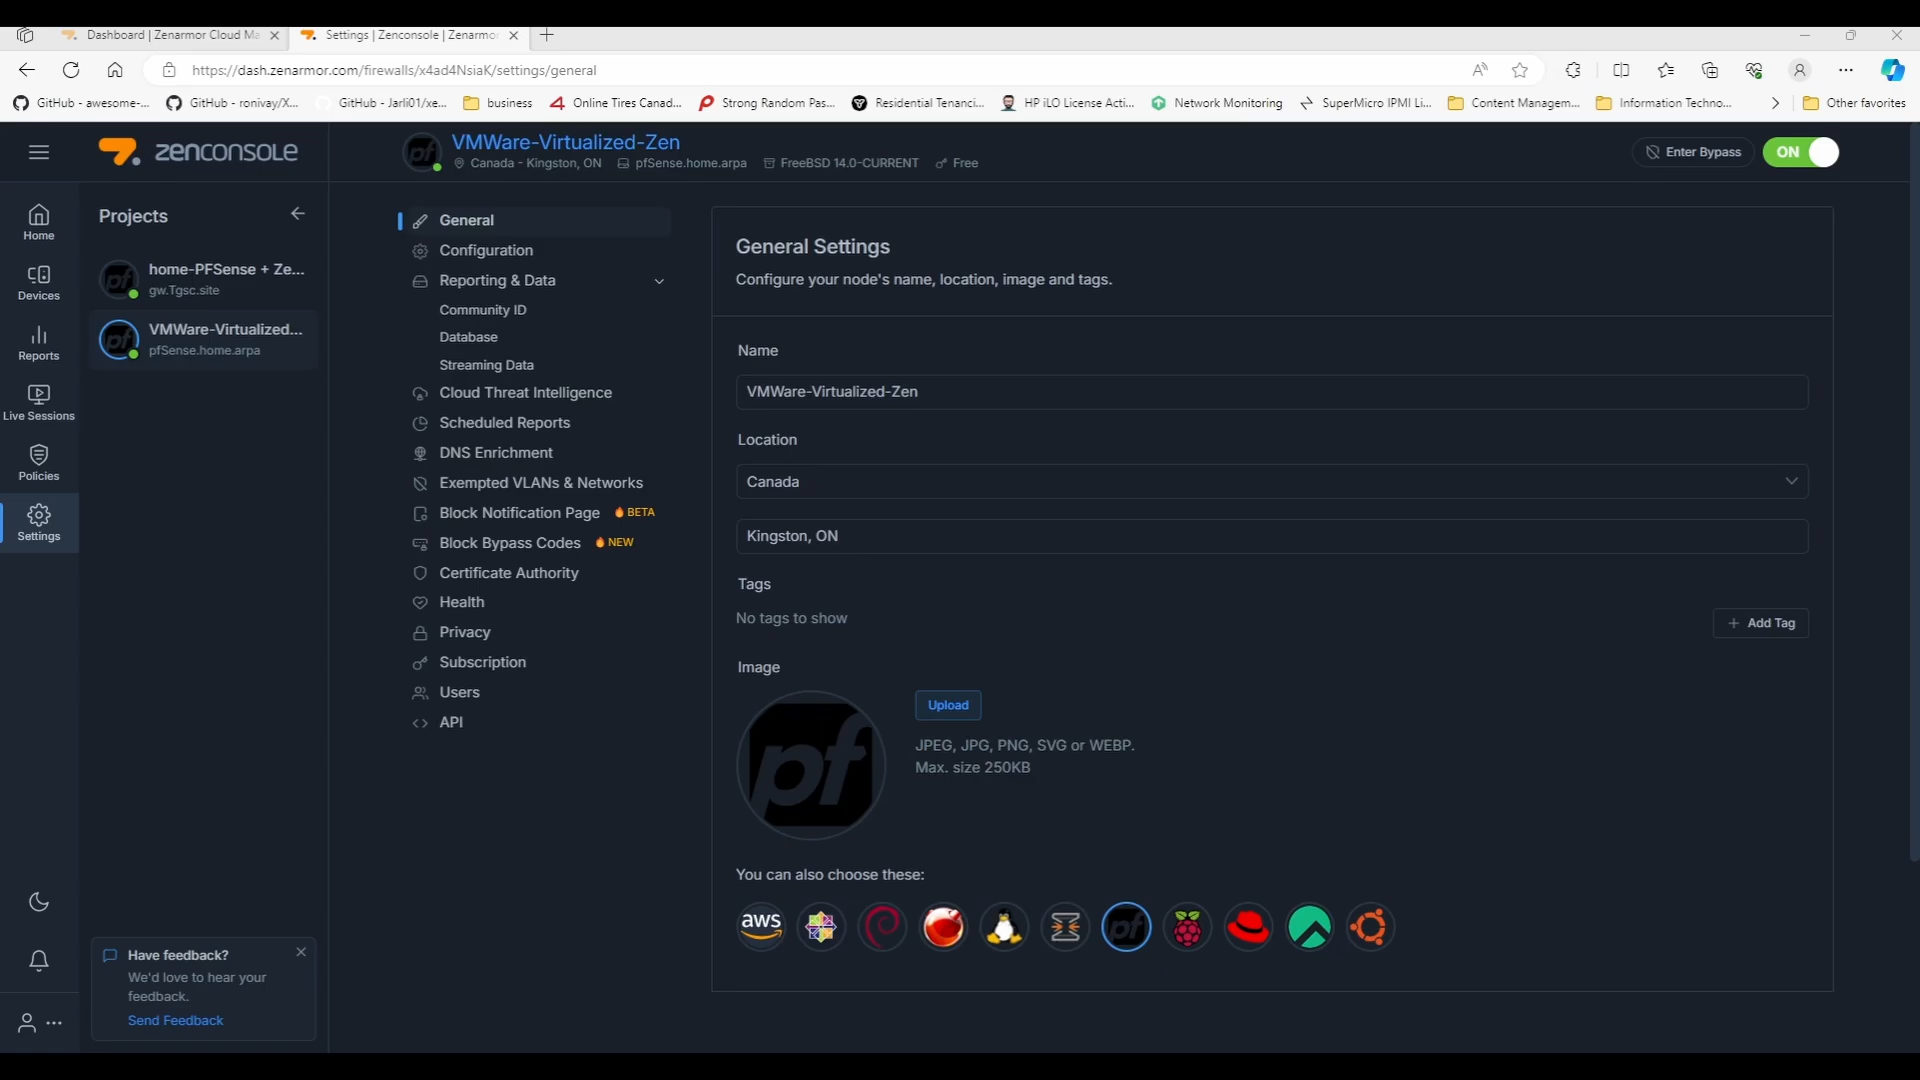 Dashboard | Zenarmor Cloud Ma
Settings | Zenconsole | Zenarmor
https://dash.zenarmor.com/firewalls/x4ad4NsiaK/settings/general
GitHub - awesome-...
GitHub - ronivay/X...
GitHub - Jarli01/xe...
business
Online Tires Canad...
Strong Random Pas...
Residential Tenanci...
HP iLO License Acti...
Network Monitoring
SuperMicro IPMI Li...
Content Managem...
Information Techno...
Other favorites
zenconsole
VMWare-Virtualized-Zen
Canada - Kingston, ON
pfSense.home.arpa
FreeBSD 14.0-CURRENT
Free
Enter Bypass
ON
Home
Devices
Reports
Live Sessions
Policies
Settings
Projects
home-PFSense + Ze...
gw.Tgsc.site
VMWare-Virtualized...
pfSense.home.arpa
General
Configuration
Reporting & Data
Community ID
Database
Streaming Data
Cloud Threat Intelligence
Scheduled Reports
DNS Enrichment
Exempted VLANs & Networks
Block Notification Page BETA
Block Bypass Codes NEW
Certificate Authority
Health
Privacy
Subscription
Users
API
General Settings
Configure your node's name, location, image and tags.
Name
VMWare-Virtualized-Zen
Location
Canada
Kingston, ON
Tags
No tags to show
Add Tag
Image
pf
Upload
JPEG, JPG, PNG, SVG or WEBP.
Max. size 250KB
You can also choose these:
aws
pf
Have feedback?
We'd love to hear your
feedback.
Send Feedback